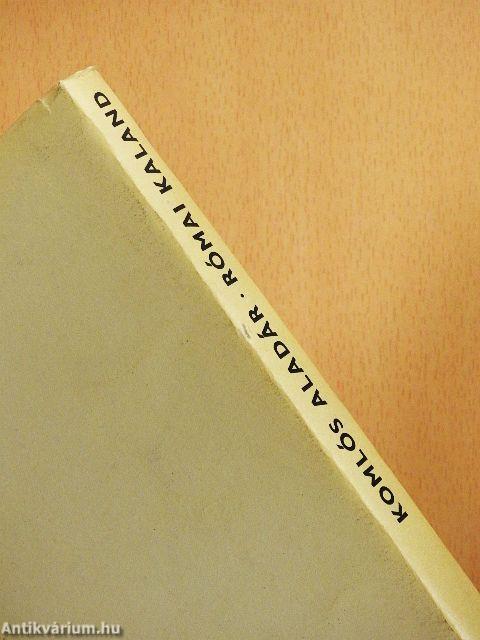 KOMLÓS ALADÁR · RÓMAI KALAND
Antikvárium.hu